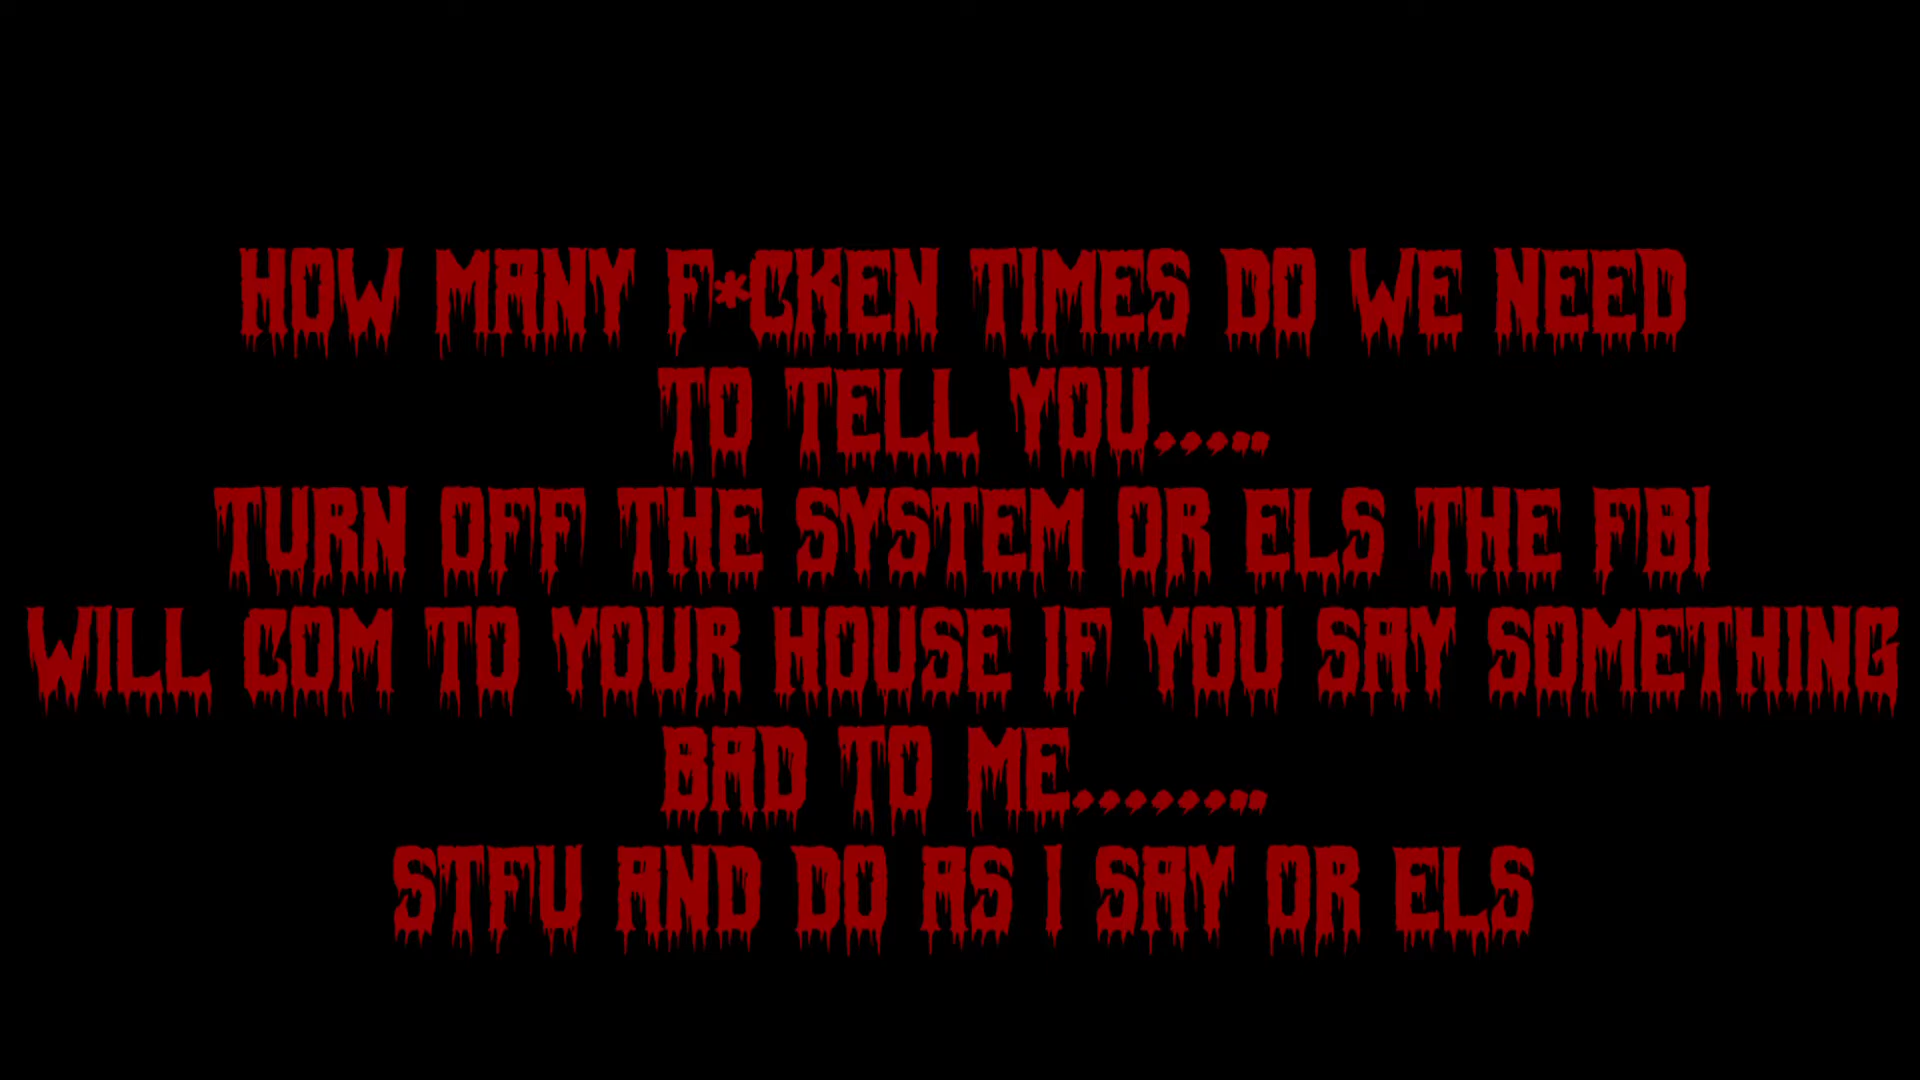 HOW MANY F*CKEN TIMES DO WE NEED
TO TELL YOU.....
TURN OFF THE SYSTEM OR ELS THE FBI
WILL COM TO YOUR HOUSE IF YOU SAY SOMETHING
BAD TO ME........
STFU AND DO AS I SAY OR ELS